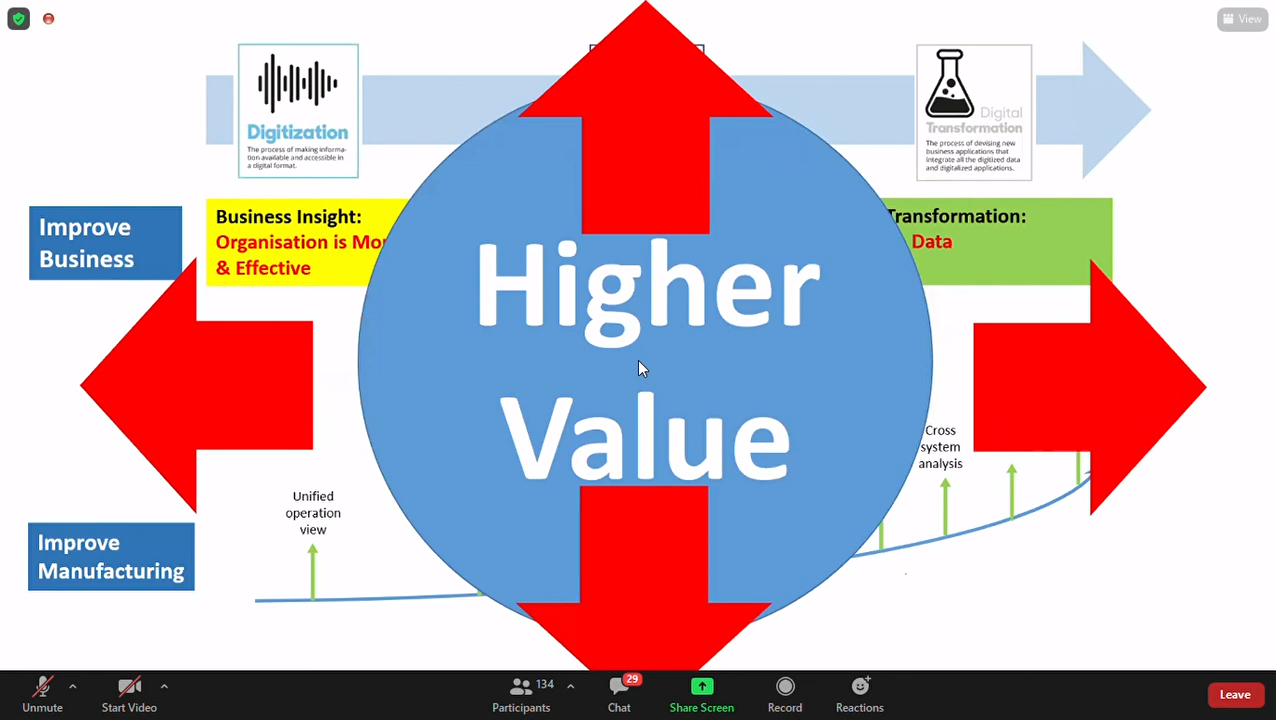 View
Digitization
The process of making informa-
tion available and accessible in
a digital format.
Digital
Transformation
The process of devising new
business applications that
integrate all the digitized data
and digitalized applications.
Improve
Business
Business Insight:
Organisation is
& Effective
Transformation:
Data
Higher
Value
Cross
system
analysis
Unified
operation
view
Improve
Manufacturing
Unmute
Start Video
134
Participants
29
Chat
Share Screen
Record
Reactions
Leave